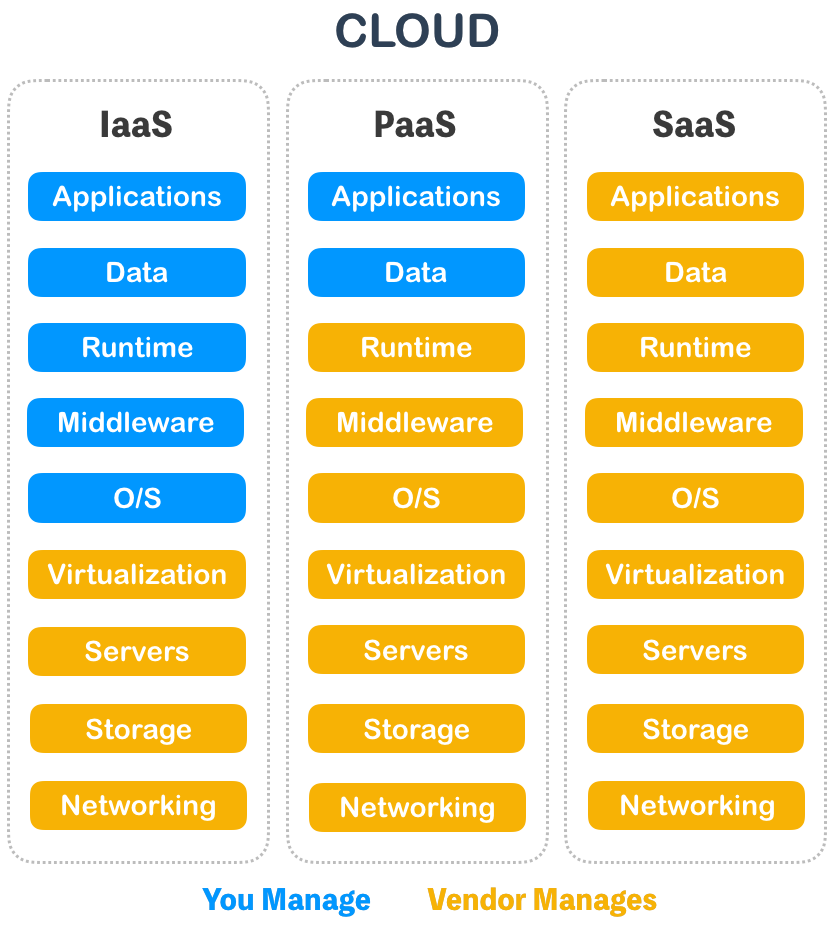 CLOUD
IaaS
Applications
Data
Runtime
Middleware
O/S
Virtualization
Servers
Storage
Networking
PaaS
Applications
Data
Runtime
Middleware
O/S
Virtualization
Servers
Storage
Networking
SaaS
Applications
Data
Runtime
Middleware
O/S
Virtualization
Servers
Storage
Networking
You Manage
Vendor Manages